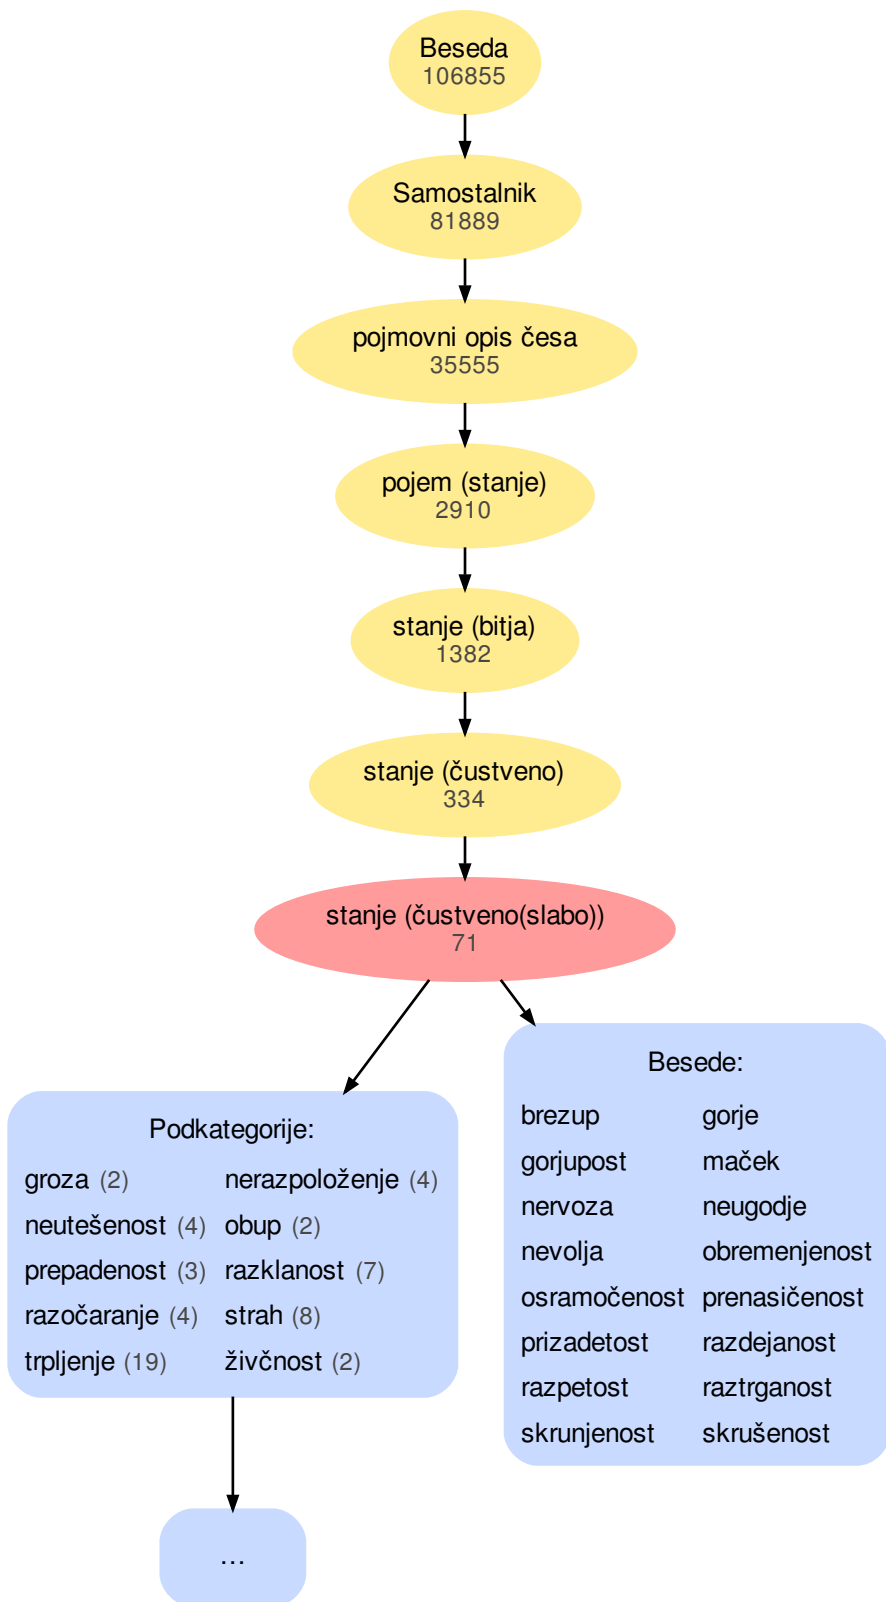 Beseda
106855
Samostalnik
81889
pojmovni opis česa
35555
pojem (stanje)
2910
stanje (bitja)
1382
stanje (čustveno)
334
stanje (čustveno(slabo))
71
Podkategorije:
groza (2) nerazpoloženje (4)
neutešenost (4) obup (2)
prepadenost (3) razklanost (7)
razočaranje (4) strah (8)
trpljenje (19) živčnost (2)
...
Besede:
brezup gorje
gorjupost maček
nervoza neugodje
nevolja obremenjenost
osramočenost prenasičenost
prizadetost razdejanost
razpetost raztrganost
skrunjenost skrušenost